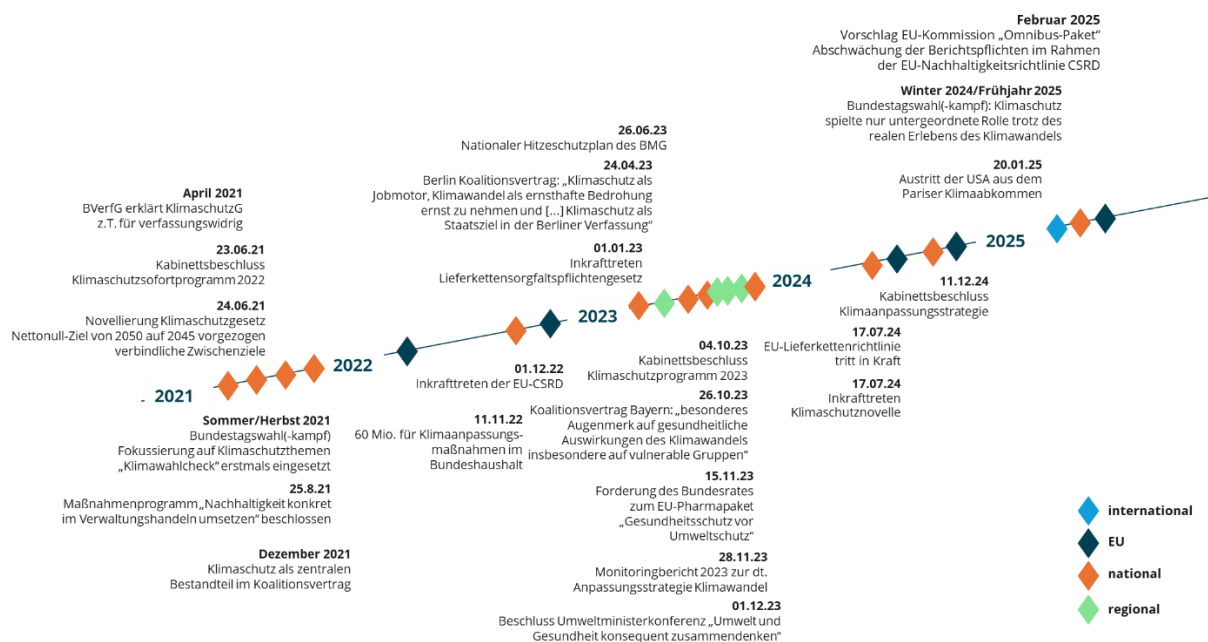 Februar 2025
Vorschlag EU-Kommission „Omnibus-Paket“
Abschwächung der Berichtspflichten im Rahmen
der EU-Nachhaltigkeitsrichtlinie CSRD
Winter 2024/Frühjahr 2025
Bundestagswahl(-kampf): Klimaschutz
spielte nur untergeordnete Rolle trotz des
realen Erlebens des Klimawandels
20.01.25
Austritt der USA aus dem
Pariser Klimaabkommen
26.06.23
Nationaler Hitzeschutzplan des BMG
24.04.23
Berlin Koalitionsvertrag: „Klimaschutz als
Jobmotor, Klimawandel als ernsthafte Bedrohung
ernst zu nehmen und [...] Klimaschutz als
Staatsziel in der Berliner Verfassung“
01.01.23
Inkrafttreten
Lieferkettensorgfaltspflichtengesetz
April 2021
BVerfG erklärt KlimaschutzG
z.T. für verfassungswidrig
23.06.21
Kabinettsbeschluss
Klimaschutzsofortprogramm 2022
24.06.21
Novellierung Klimaschutzgesetz
Nettonull-Ziel von 2050 auf 2045 vorgezogen
verbindliche Zwischenziele
2021
2022
2023
2024
2025
Sommer/Herbst 2021
Bundestagswahl(-kampf)
Fokussierung auf Klimaschutzthemen
„Klimawahlcheck“ erstmals eingesetzt
25.8.21
Maßnahmenprogramm „Nachhaltigkeit konkret
im Verwaltungshandeln umsetzen“ beschlossen
Dezember 2021
Klimaschutz als zentralen
Bestandteil im Koalitionsvertrag
01.12.22
Inkrafttreten der EU-CSRD
11.11.22
60 Mio. für Klimaanpassungs-
maßnahmen im
Bundeshaushalt
04.10.23
Kabinettsbeschluss
Klimaschutzprogramm 2023
26.10.23
Koalitionsvertrag Bayern: „besonderes
Augenmerk auf gesundheitliche
Auswirkungen des Klimawandels
insbesondere auf vulnerable Gruppen“
15.11.23
Forderung des Bundesrates
zum EU-Pharmapaket
„Gesundheitsschutz vor
Umweltschutz“
28.11.23
Monitoringbericht 2023 zur dt.
Anpassungsstrategie Klimawandel
01.12.23
Beschluss Umweltministerkonferenz „Umwelt und
Gesundheit konsequent zusammendenken“
11.12.24
Kabinettsbeschluss
Klimaanpassungsstrategie
17.07.24
EU-Lieferkettenrichtlinie
tritt in Kraft
17.07.24
Inkrafttreten
Klimaschutznovelle
international
EU
national
regional